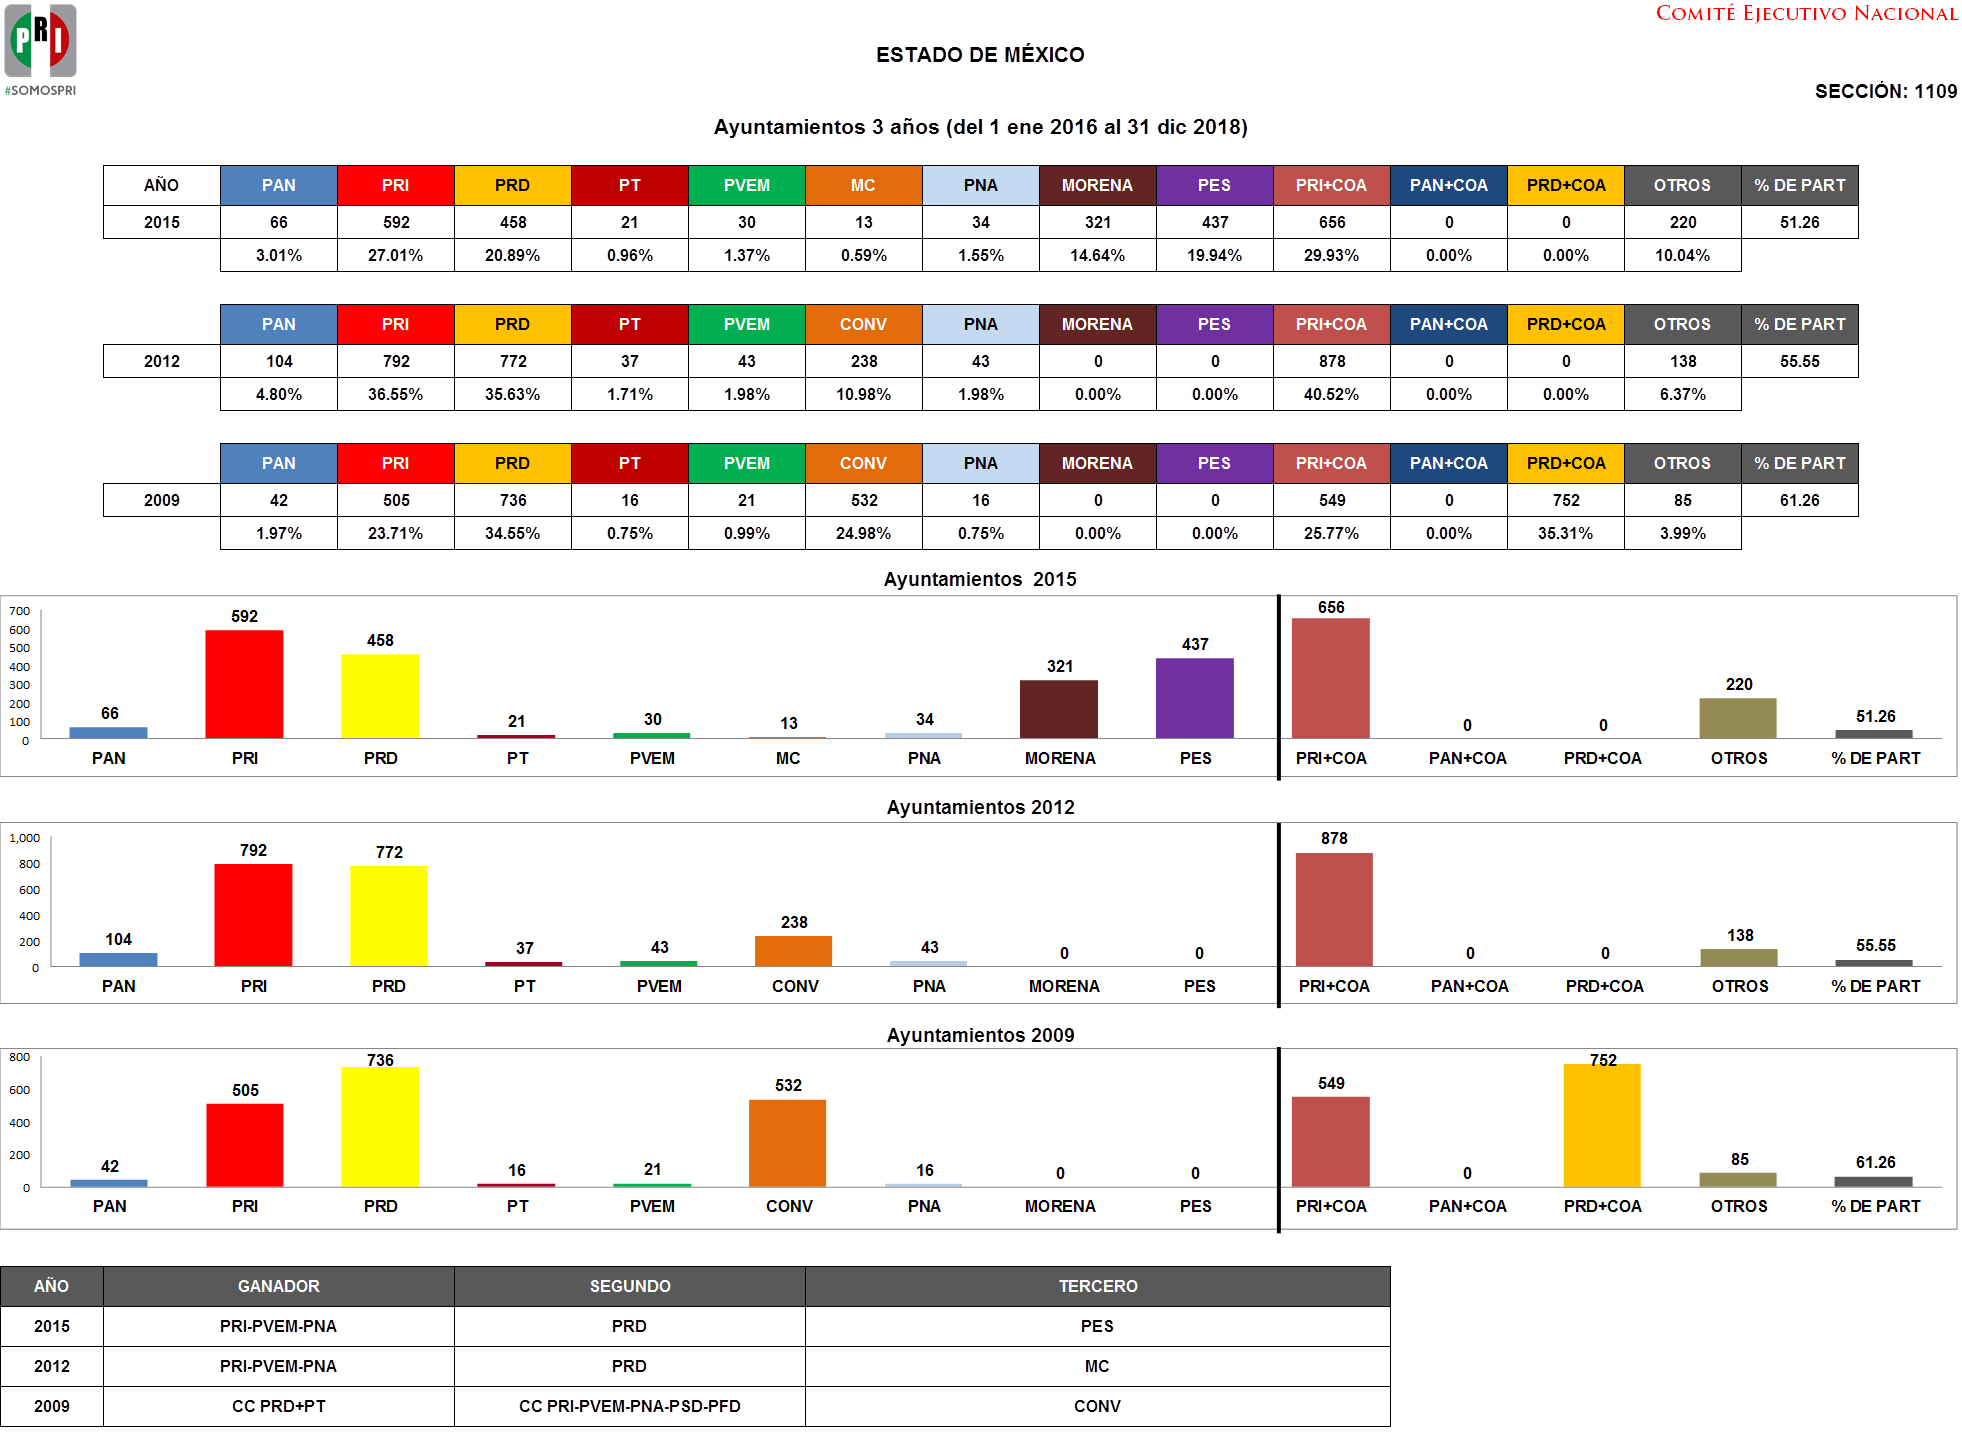 PRI
#SOMOSPRI
COMITÉ EJECUTIVO NACIONAL
ESTADO DE MÉXICO
SECCIÓN: 1109
Ayuntamientos 3 años (del 1 ene 2016 al 31 dic 2018)
AÑO PAN PRI PRD PT PVEM MC PNA MORENA PES PRI+COA PAN+COA PRD+COA OTROS % DE PART
2015 66 592 458 21 30 13 34 321 437 656 0 0 220 51.26
3.01% 27.01% 20.89% 0.96% 1.37% 0.59% 1.55% 14.64% 19.94% 29.93% 0.00% 0.00% 10.04%
PAN PRI PRD PT PVEM CONV PNA MORENA PES PRI+COA PAN+COA PRD+COA OTROS % DE PART
2012 104 792 772 37 43 238 43 0 0 878 0 0 138 55.55
4.80% 36.55% 35.63% 1.71% 1.98% 10.98% 1.98% 0.00% 0.00% 40.52% 0.00% 0.00% 6.37%
PAN PRI PRD PT PVEM CONV PNA MORENA PES PRI+COA PAN+COA PRD+COA OTROS % DE PART
2009 42 505 736 16 21 532 16 0 0 549 0 752 85 61.26
1.97% 23.71% 34.55% 0.75% 0.99% 24.98% 0.75% 0.00% 0.00% 25.77% 0.00% 35.31% 3.99%
Ayuntamientos 2015
700
600
500
400
300
200
100
0
66 592 458 21 30 13 34 321 437 656 0 0 220 51.26
PAN PRI PRD PT PVEM MC PNA MORENA PES PRI+COA PAN+COA PRD+COA OTROS % DE PART
Ayuntamientos 2012
1,000
800
600
400
200
0
104 792 772 37 43 238 43 0 0 878 0 0 138 55.55
PAN PRI PRD PT PVEM CONV PNA MORENA PES PRI+COA PAN+COA PRD+COA OTROS % DE PART
Ayuntamientos 2009
800
600
400
200
0
42 505 736 16 21 532 16 0 0 549 0 752 85 61.26
PAN PRI PRD PT PVEM CONV PNA MORENA PES PRI+COA PAN+COA PRD+COA OTROS % DE PART
AÑO GANADOR SEGUNDO TERCERO
2015 PRI-PVEM-PNA PRD PES
2012 PRI-PVEM-PNA PRD MC
2009 CC PRD+PT CC PRI-PVEM-PNA-PSD-PFD CONV